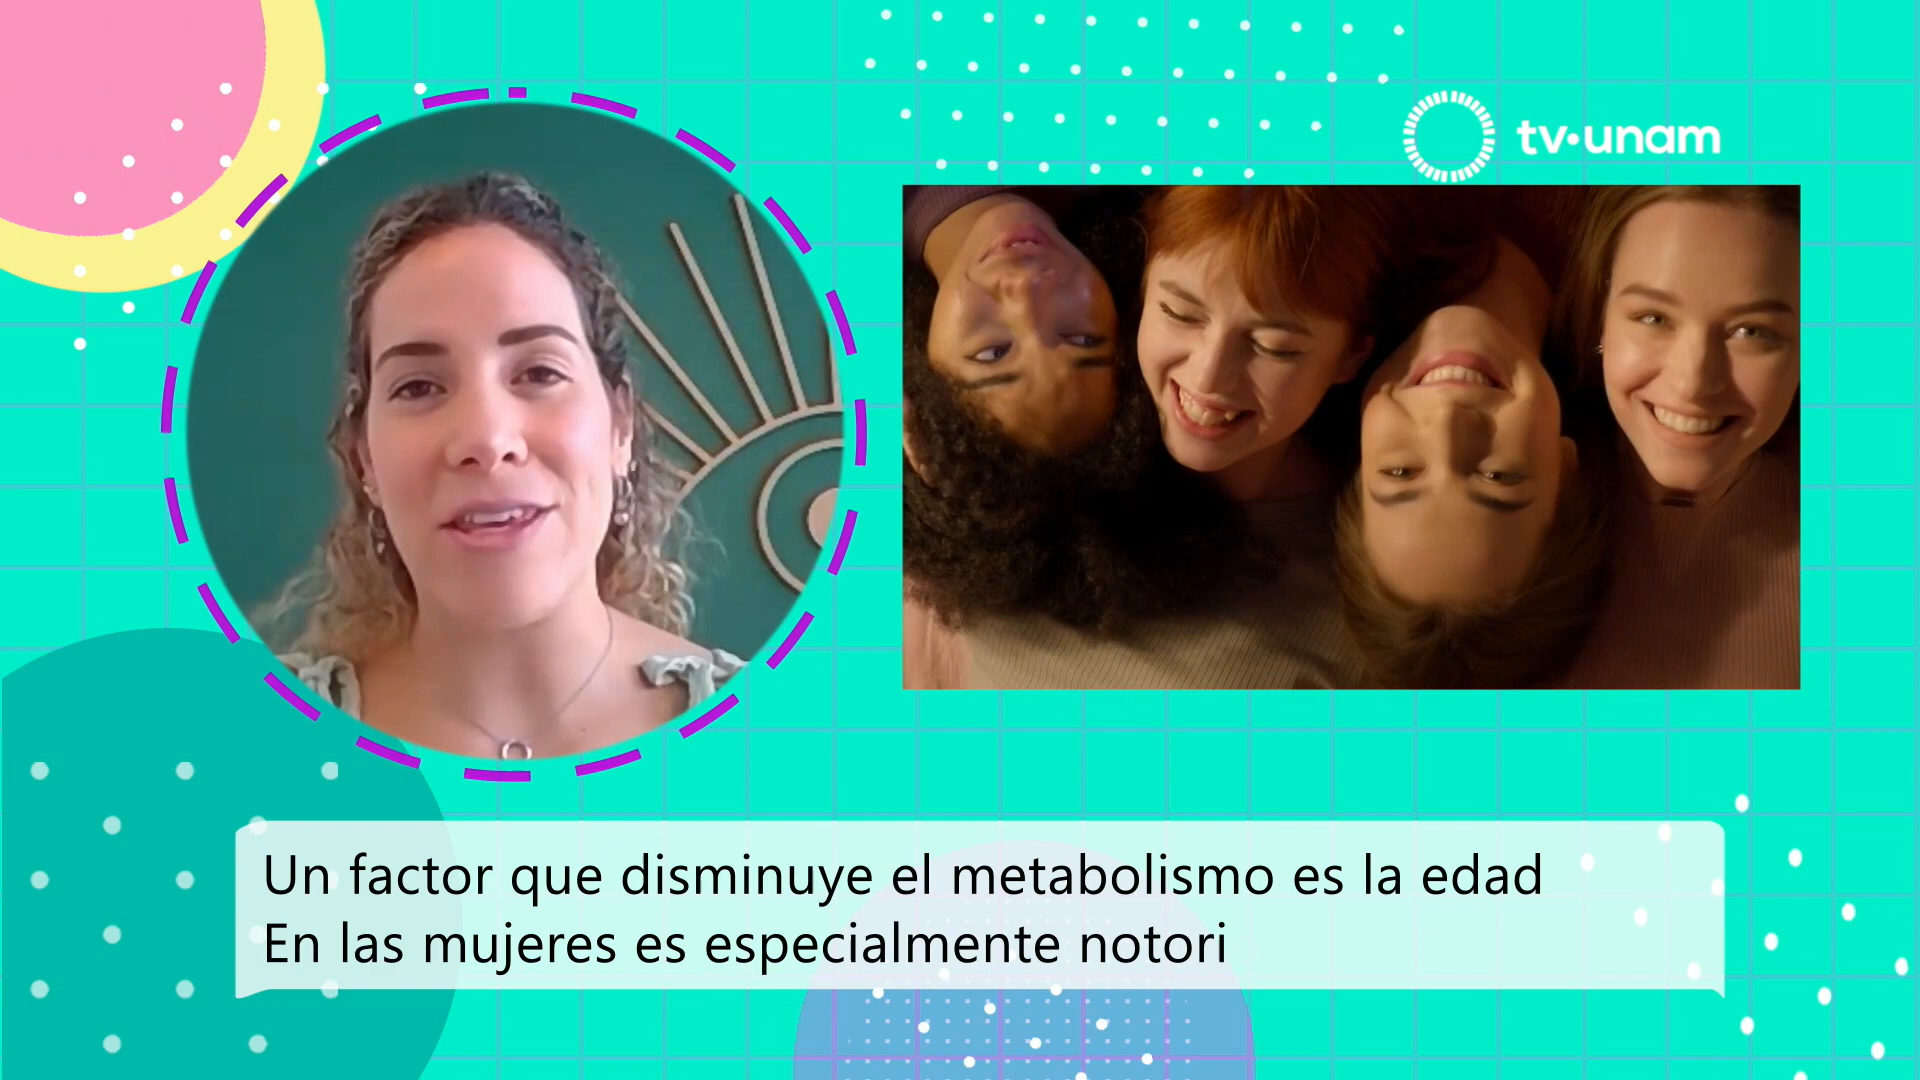 tv·unam
Un factor que disminuye el metabolismo es la edad
En las mujeres es especialmente notori